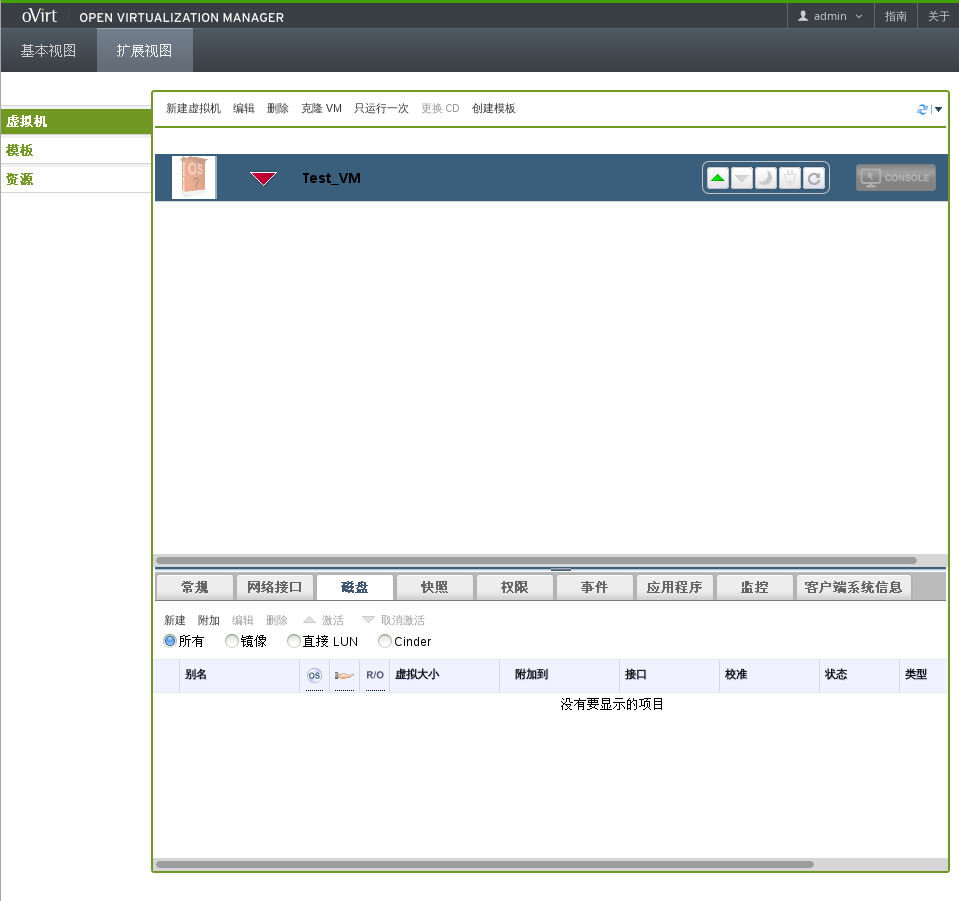 oVirt OPEN VIRTUALIZATION MANAGER admin 指南 关于
基本视图 扩展视图
虚拟机
模板
资源
新建虚拟机 编辑 删除 克隆 VM 只运行一次 更换 CD 创建模板
OS ? Test_VM CONSOLE
常规 网络接口 磁盘 快照 权限 事件 应用程序 监控 客户端系统信息
新建 附加 编辑 删除 激活 取消激活
所有 镜像 直接 LUN Cinder
别名 OS R/O 虚拟大小 附加到 接口 校准 状态 类型
没有要显示的项目